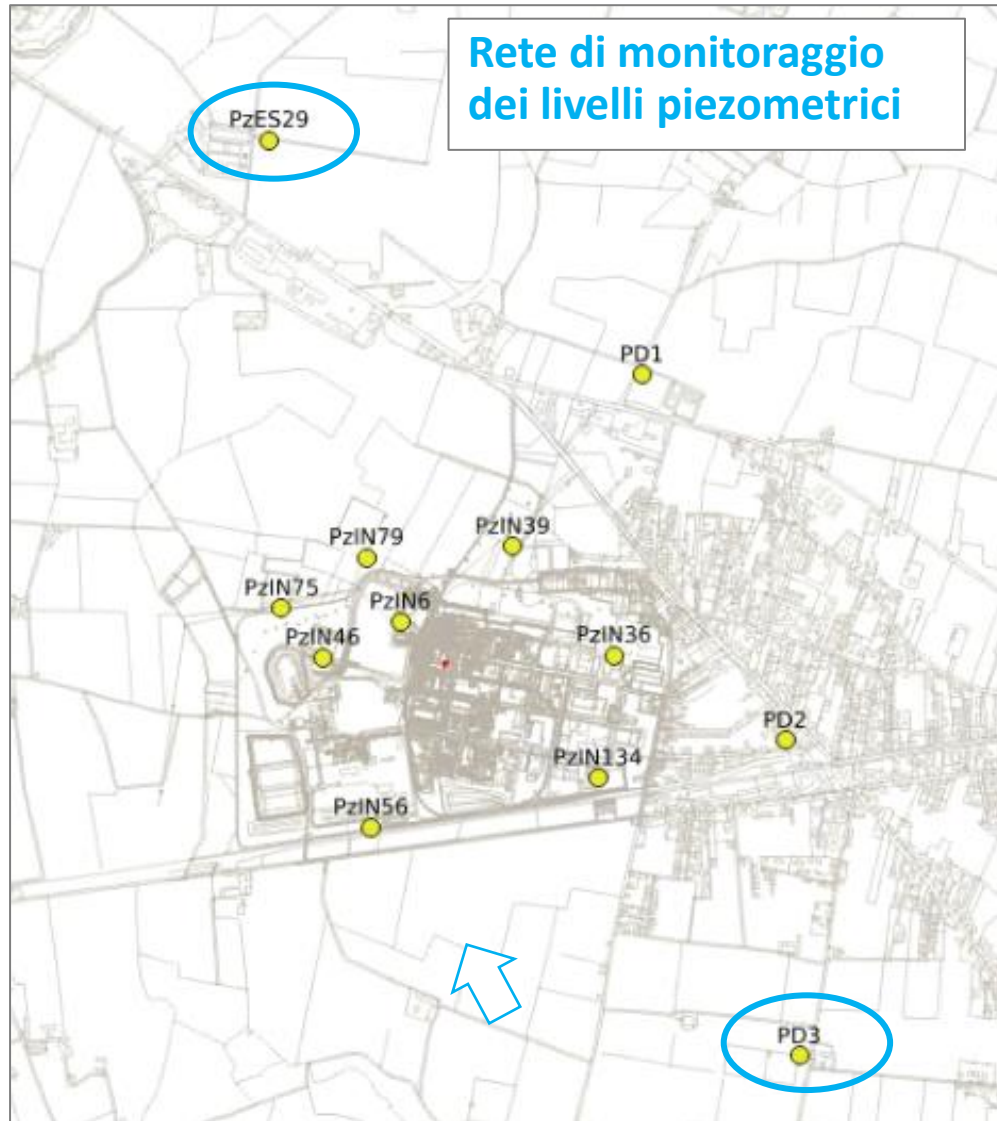 Rete di monitoraggio
dei livelli piezometrici
PzES29
PD1
PzIN39
PzIN79
PzIN75
PzIN6
PzIN46
PzIN36
PD2
PzIN134
PzIN56
PD3